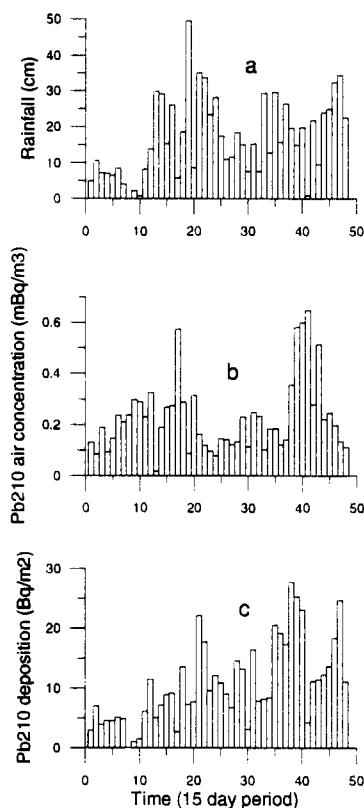 50
40
30
20
10
0
Rainfall (cm)
a
0 10 20 30 40 50
0.6
0.4
0.2
0
Pb210 air concentration (mBq/m3)
b
0 10 20 30 40 50
30
20
10
0
Pb210 deposition (Bq/m2)
c
0 10 20 30 40 50
Time (15 day period)